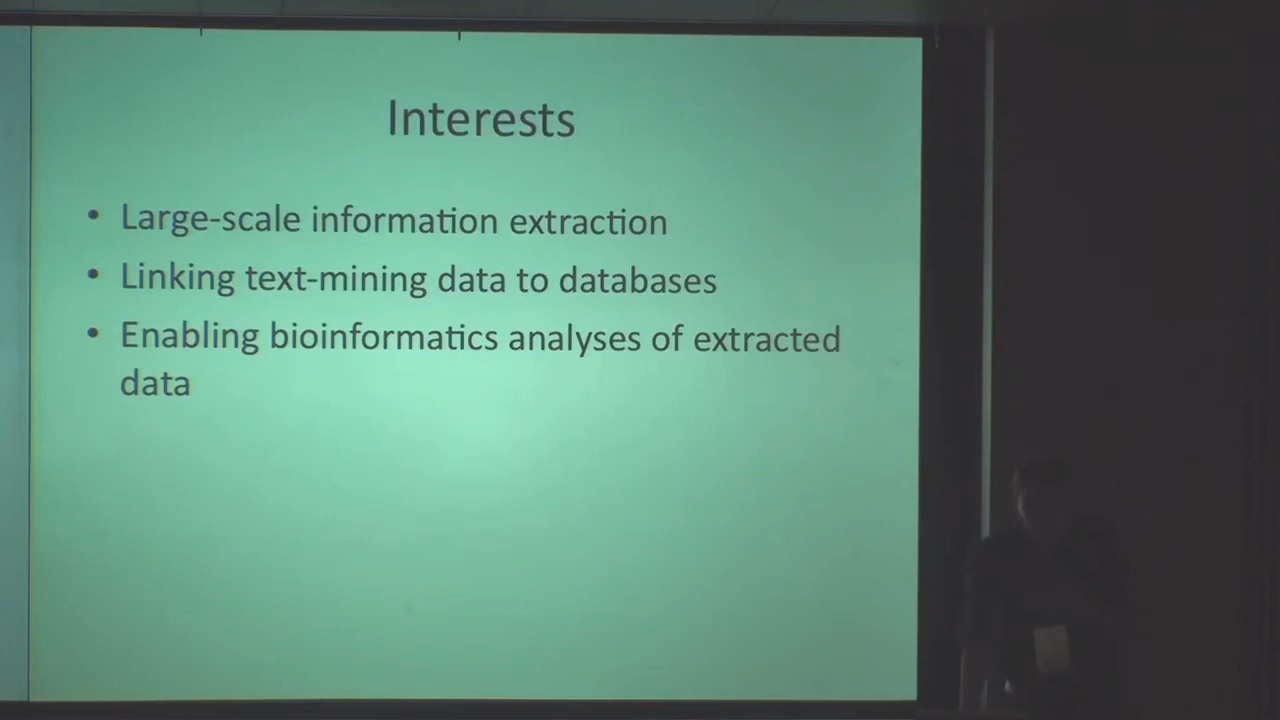 Interests
• Large-scale information extraction
• Linking text-mining data to databases
• Enabling bioinformatics analyses of extracted
data